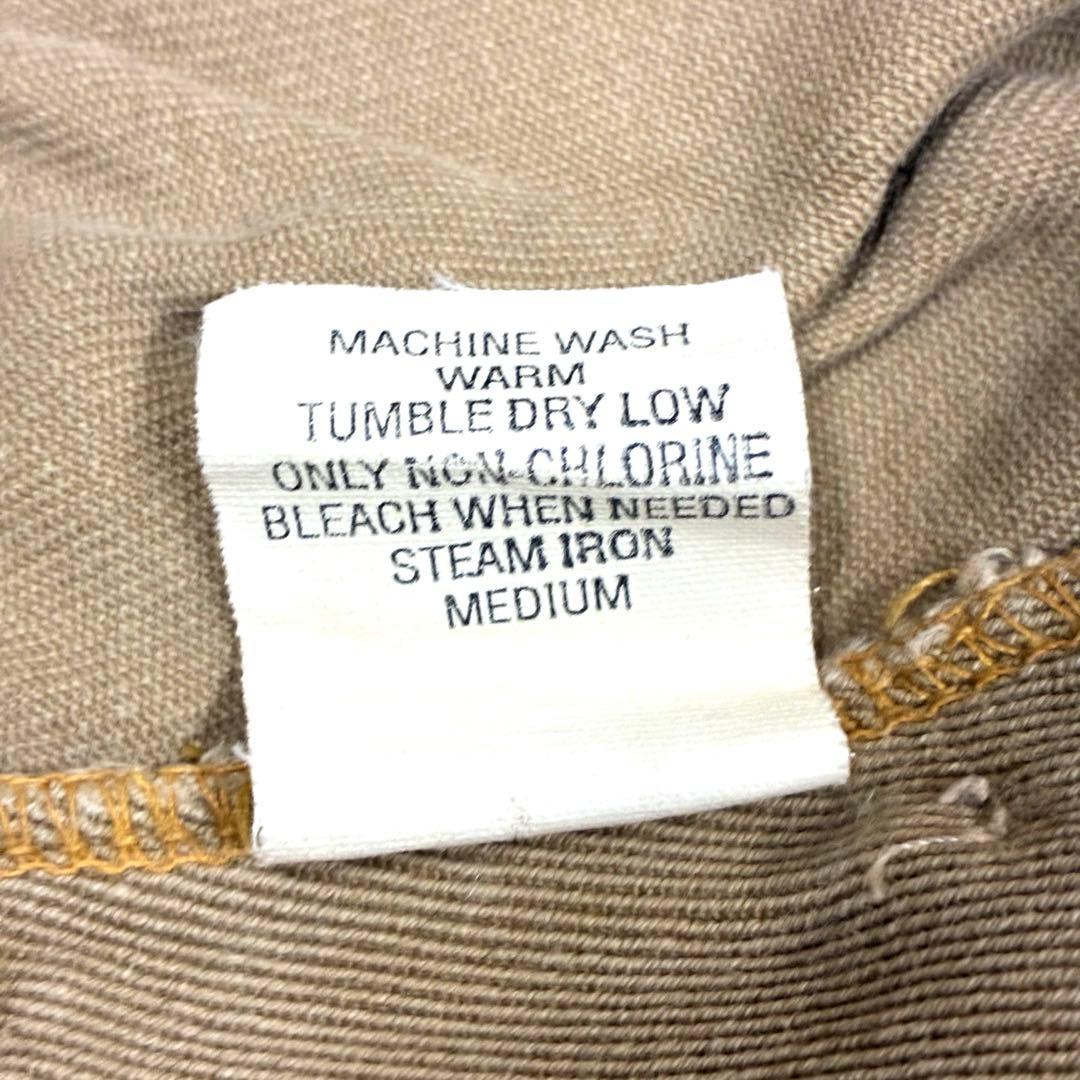 MACHINE WASH
WARM
TUMBLE DRY LOW
ONLY NON-CHLORINE
BLEACH WHEN NEEDED
STEAM IRON
MEDIUM